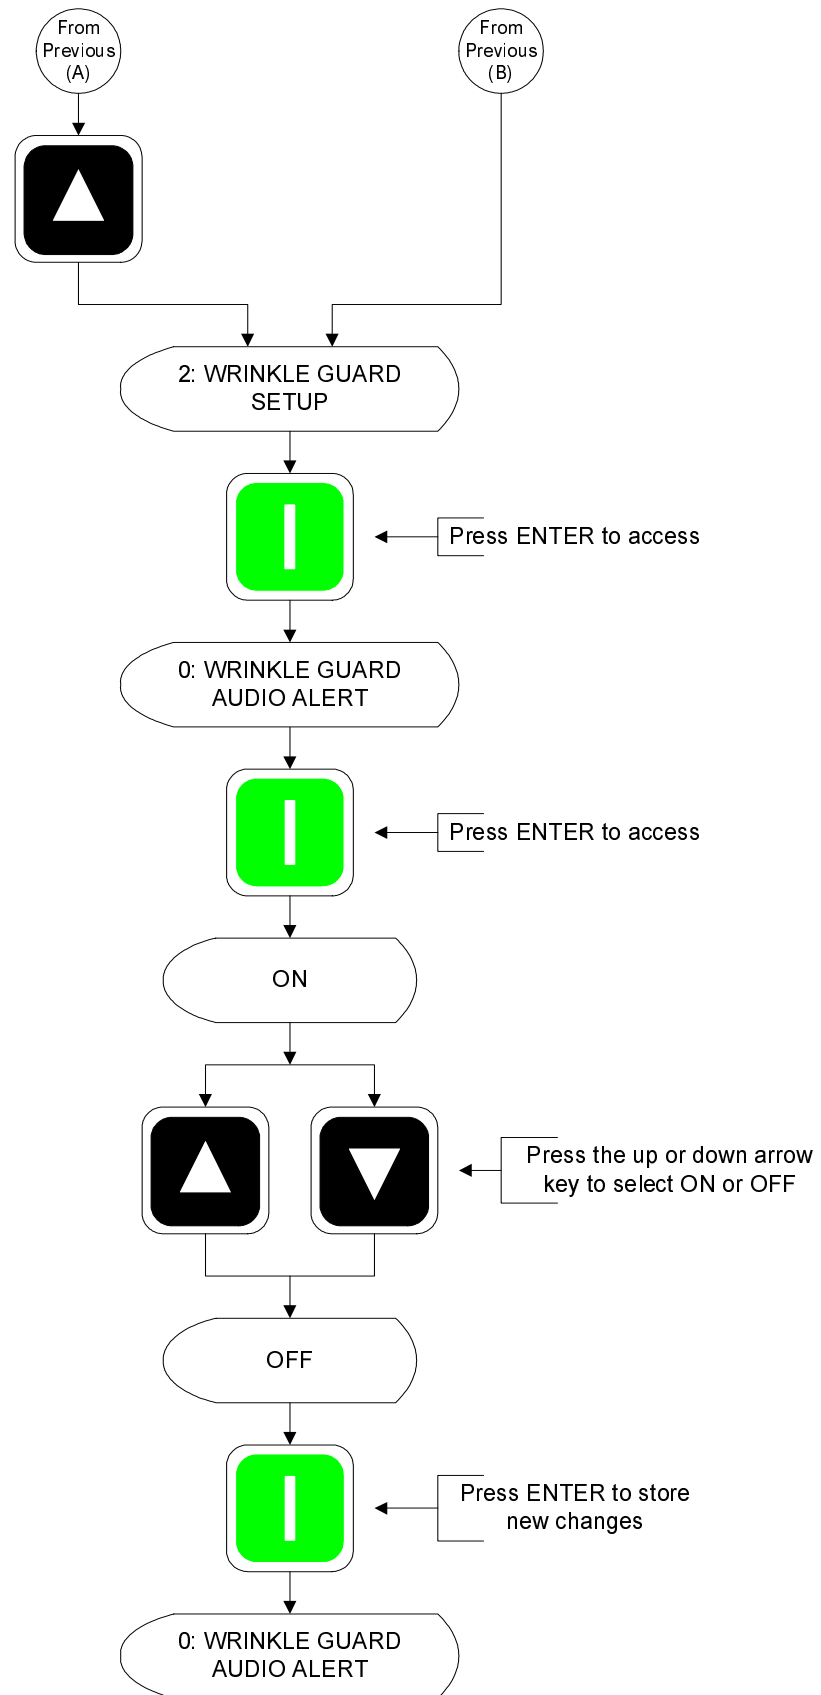 From
Previous
(A)
From
Previous
(B)
2: WRINKLE GUARD
SETUP
Press ENTER to access
0: WRINKLE GUARD
AUDIO ALERT
Press ENTER to access
ON
Press the up or down arrow
key to select ON or OFF
OFF
Press ENTER to store
new changes
0: WRINKLE GUARD
AUDIO ALERT